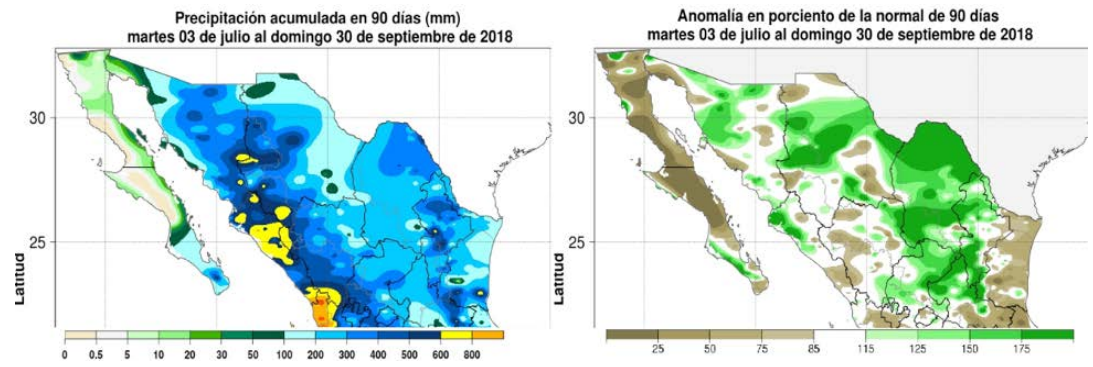 Precipitación acumulada en 90 días (mm)
martes 03 de julio al domingo 30 de septiembre de 2018
30
25
Latitud
0 0.5 5 10 20 30 50 100 200 300 400 500 600 800
Anomalía en porciento de la normal de 90 días
martes 03 de julio al domingo 30 de septiembre de 2018
30
25
Latitud
25 50 75 85 115 125 150 175